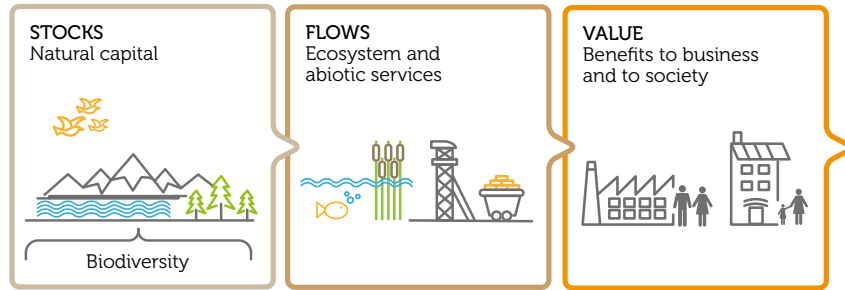 STOCKS
Natural capital
Biodiversity
FLOWS
Ecosystem and
abiotic services
VALUE
Benefits to business
and to society